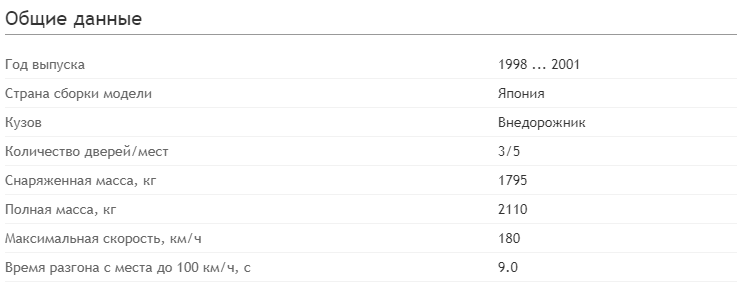 Общие данные
Год выпуска 1998 ... 2001
Страна сборки модели Япония
Кузов Внедорожник
Количество дверей/мест 3/5
Снаряженная масса, кг 1795
Полная масса, кг 2110
Максимальная скорость, км/ч 180
Время разгона с места до 100 км/ч, с 9.0